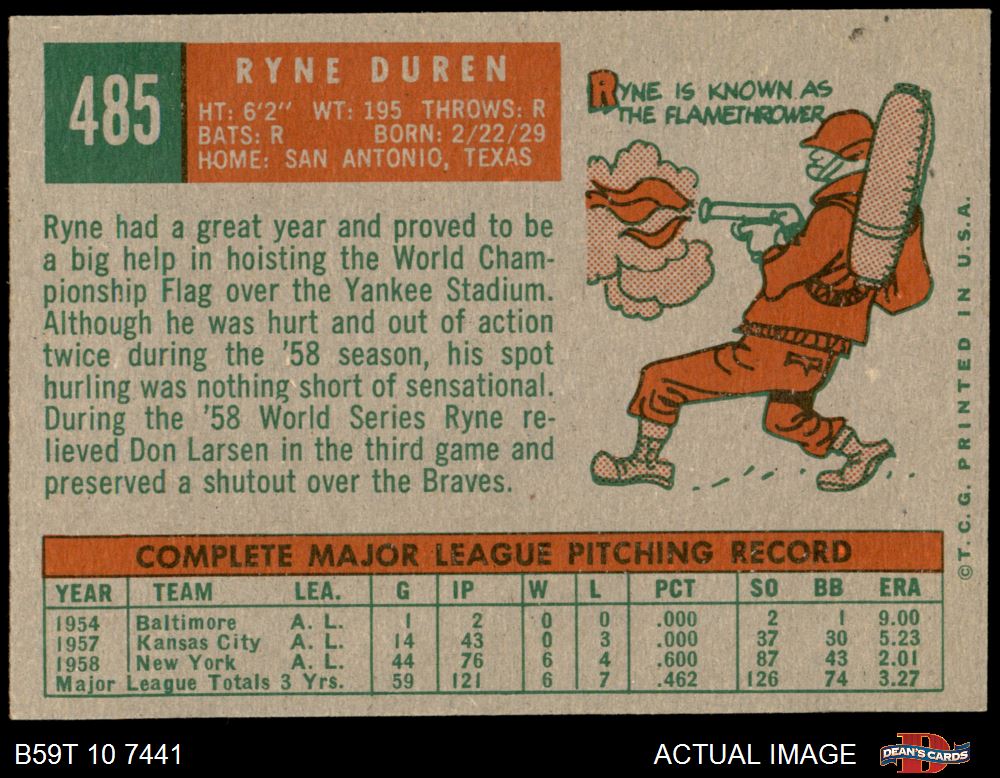 485
RYNE DUREN
HT: 6'2" WT: 195 THROWS: R
BATS: R BORN: 2/22/29
HOME: SAN ANTONIO, TEXAS
RYNE IS KNOWN AS
THE FLAMETHROWER
Ryne had a great year and proved to be
a big help in hoisting the World Cham-
pionship Flag over the Yankee Stadium.
Although he was hurt and out of action
twice during the '58 season, his spot
hurling was nothing short of sensational.
During the '58 World Series Ryne re-
lieved Don Larsen in the third game and
preserved a shutout over the Braves.
©T.C.G. PRINTED IN U.S.A.
COMPLETE MAJOR LEAGUE PITCHING RECORD
YEAR TEAM LEA. G IP W L PCT SO BB ERA
1954 Baltimore A. L. 1 2 0 0 .000 2 1 9.00
1957 Kansas City A. L. 14 43 0 3 .000 37 30 5.23
1958 New York A. L. 44 76 6 4 .600 87 43 2.01
Major League Totals 3 Yrs. 59 121 6 7 .462 126 74 3.27
B59T 10 7441
ACTUAL IMAGE
DEAN'S CARDS